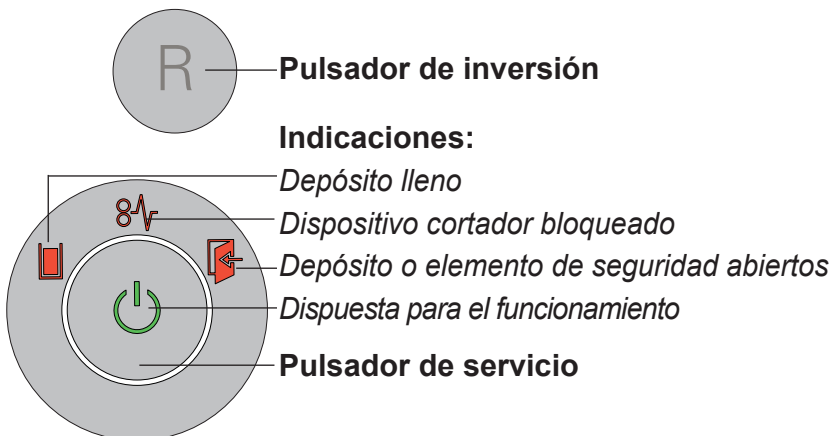 R
Pulsador de inversión
Indicaciones:
Depósito lleno
Dispositivo cortador bloqueado
Depósito o elemento de seguridad abiertos
Dispuesta para el funcionamiento
Pulsador de servicio